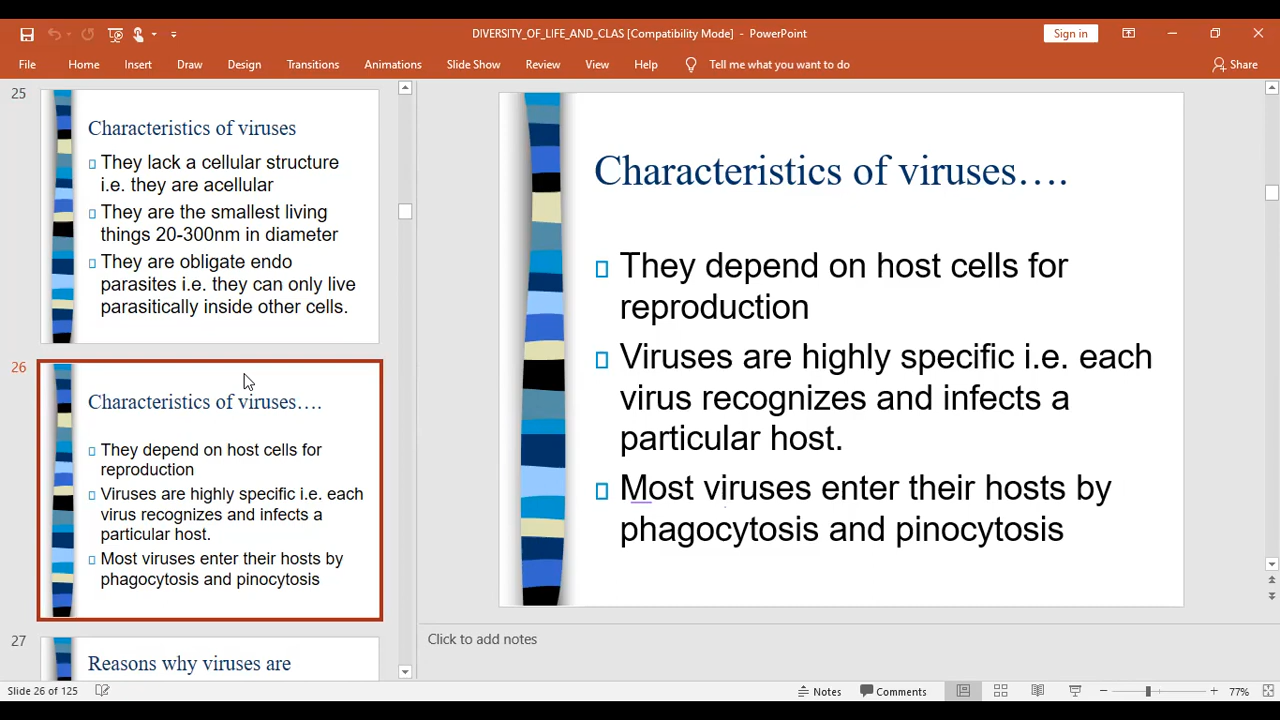 DIVERSITY_OF_LIFE_AND_CLAS [Compatibility Mode] - PowerPoint
Sign in
File Home Insert Draw Design Transitions Animations Slide Show Review View Help Tell me what you want to do Share
25
Characteristics of viruses
They lack a cellular structure
i.e. they are acellular
They are the smallest living
things 20-300nm in diameter
They are obligate endo
parasites i.e. they can only live
parasitically inside other cells.
26
Characteristics of viruses….
They depend on host cells for
reproduction
Viruses are highly specific i.e. each
virus recognizes and infects a
particular host.
Most viruses enter their hosts by
phagocytosis and pinocytosis
27
Reasons why viruses are
Characteristics of viruses….
They depend on host cells for
reproduction
Viruses are highly specific i.e. each
virus recognizes and infects a
particular host.
Most viruses enter their hosts by
phagocytosis and pinocytosis
Click to add notes
Slide 26 of 125 Notes Comments 77%